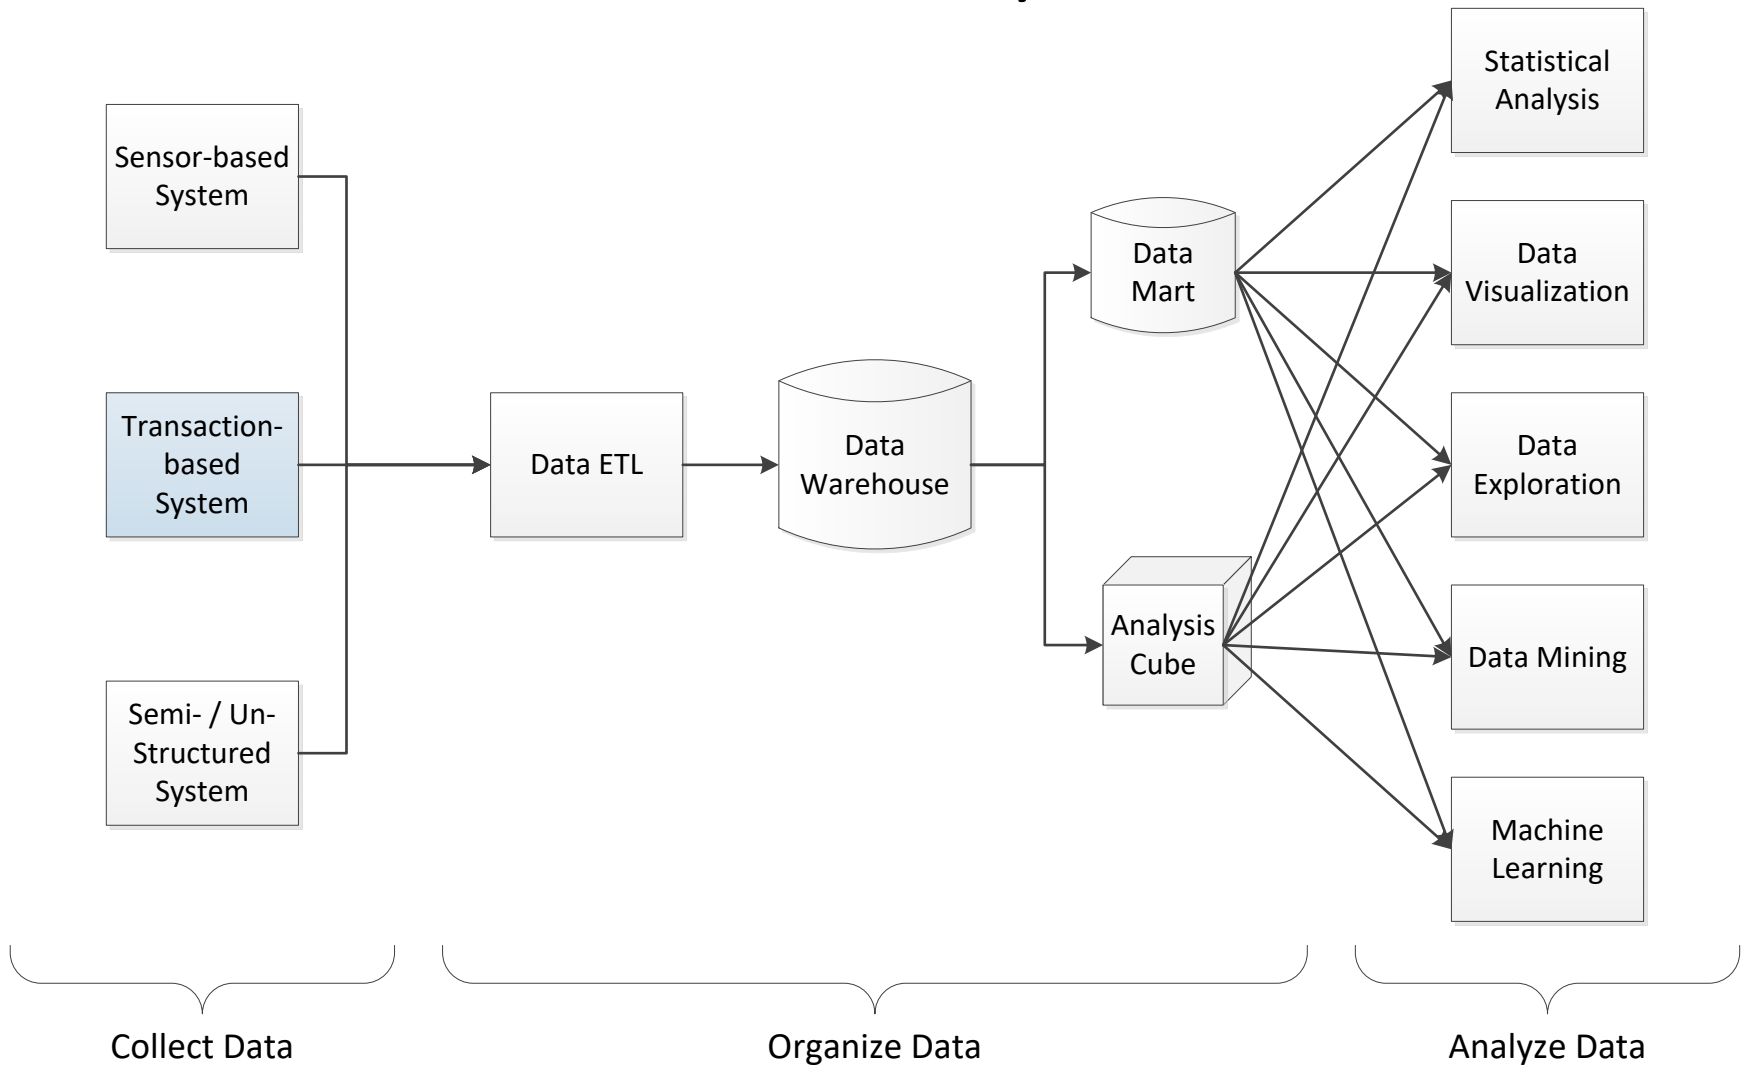 Statistical
Analysis
Sensor-based
System
Data
Mart
Data
Visualization
Transaction-
based
System
Data ETL
Data
Warehouse
Data
Exploration
Analysis
Cube
Data Mining
Semi- / Un-
Structured
System
Machine
Learning
Collect Data
Organize Data
Analyze Data